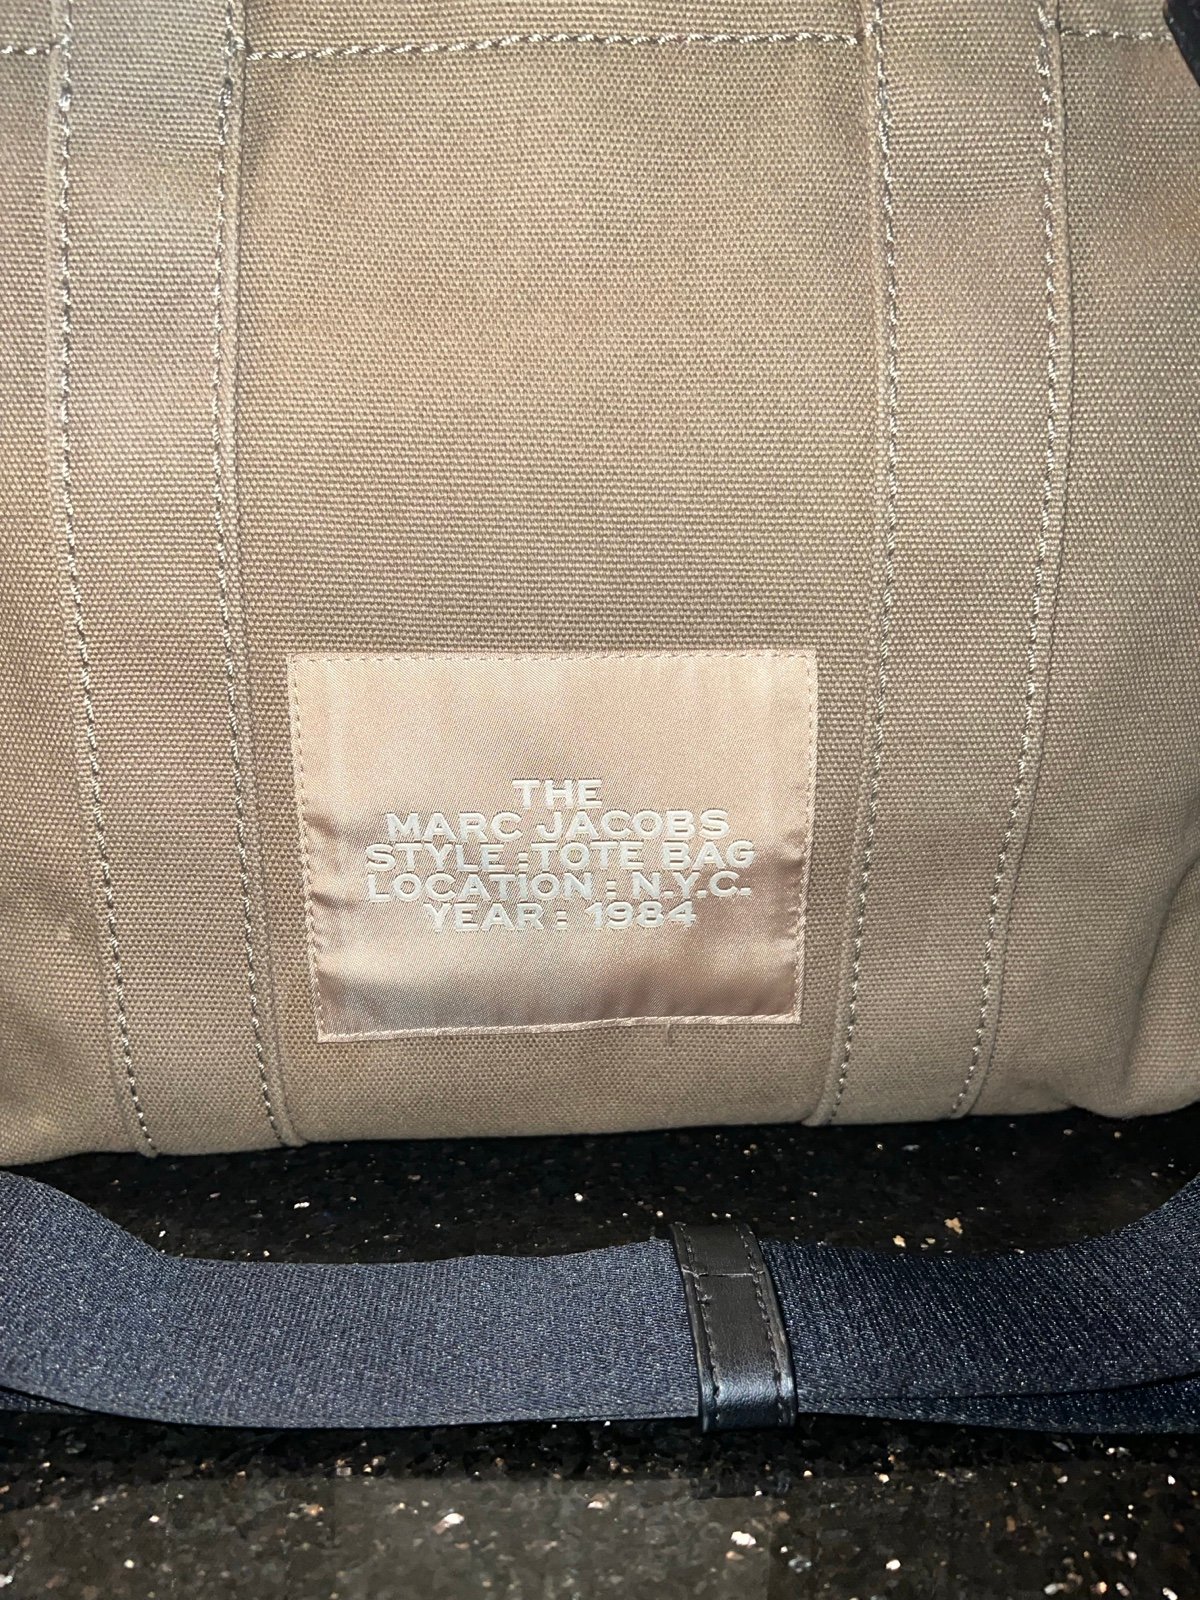 THE
MARC JACOBS
STYLE : TOTE BAG
LOCATION : N.Y.C.
YEAR : 1984